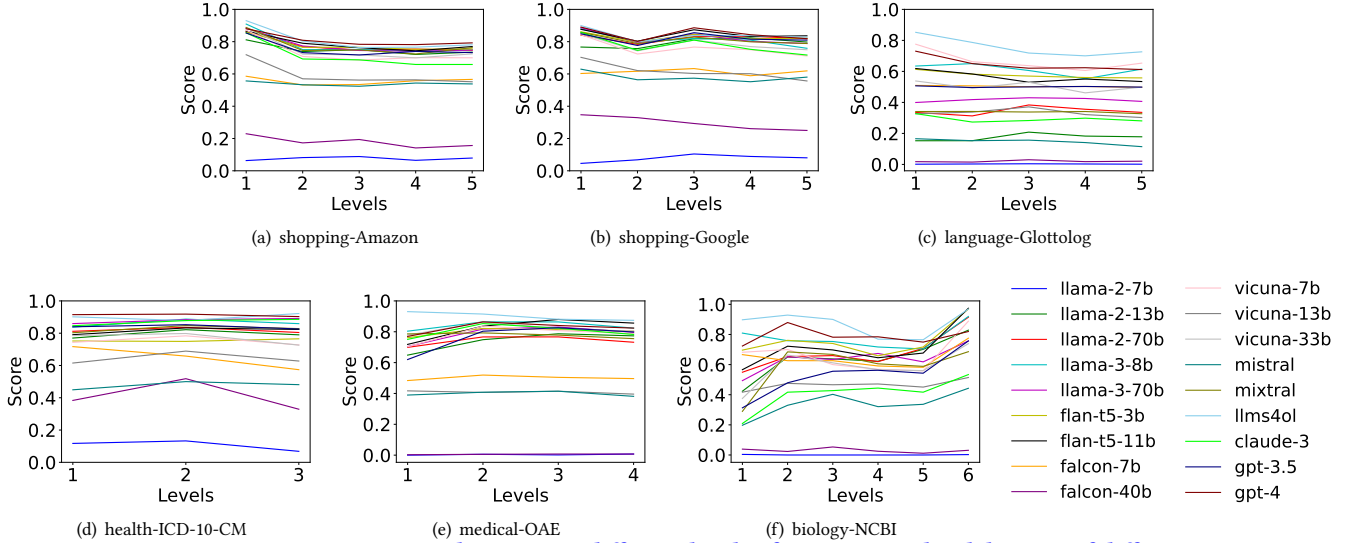 1.0
0.8
0.6
0.4
0.2
0.0
Score
1 2 3 4 5
Levels
(a) shopping-Amazon
1.0
0.8
0.6
0.4
0.2
0.0
Score
1 2 3 4 5
Levels
(b) shopping-Google
1.0
0.8
0.6
0.4
0.2
0.0
Score
1 2 3 4 5
Levels
(c) language-Glottolog
1.0
0.8
0.6
0.4
0.2
0.0
Score
1 2 3
Levels
(d) health-ICD-10-CM
1.0
0.8
0.6
0.4
0.2
0.0
Score
1 2 3 4
Levels
(e) medical-OAE
1.0
0.8
0.6
0.4
0.2
0.0
Score
1 2 3 4 5 6
Levels
(f) biology-NCBI
llama-2-7b
llama-2-13b
llama-2-70b
llama-3-8b
llama-3-70b
flan-t5-3b
flan-t5-11b
falcon-7b
falcon-40b
vicuna-7b
vicuna-13b
vicuna-33b
mistral
mixtral
llms4ol
claude-3
gpt-3.5
gpt-4